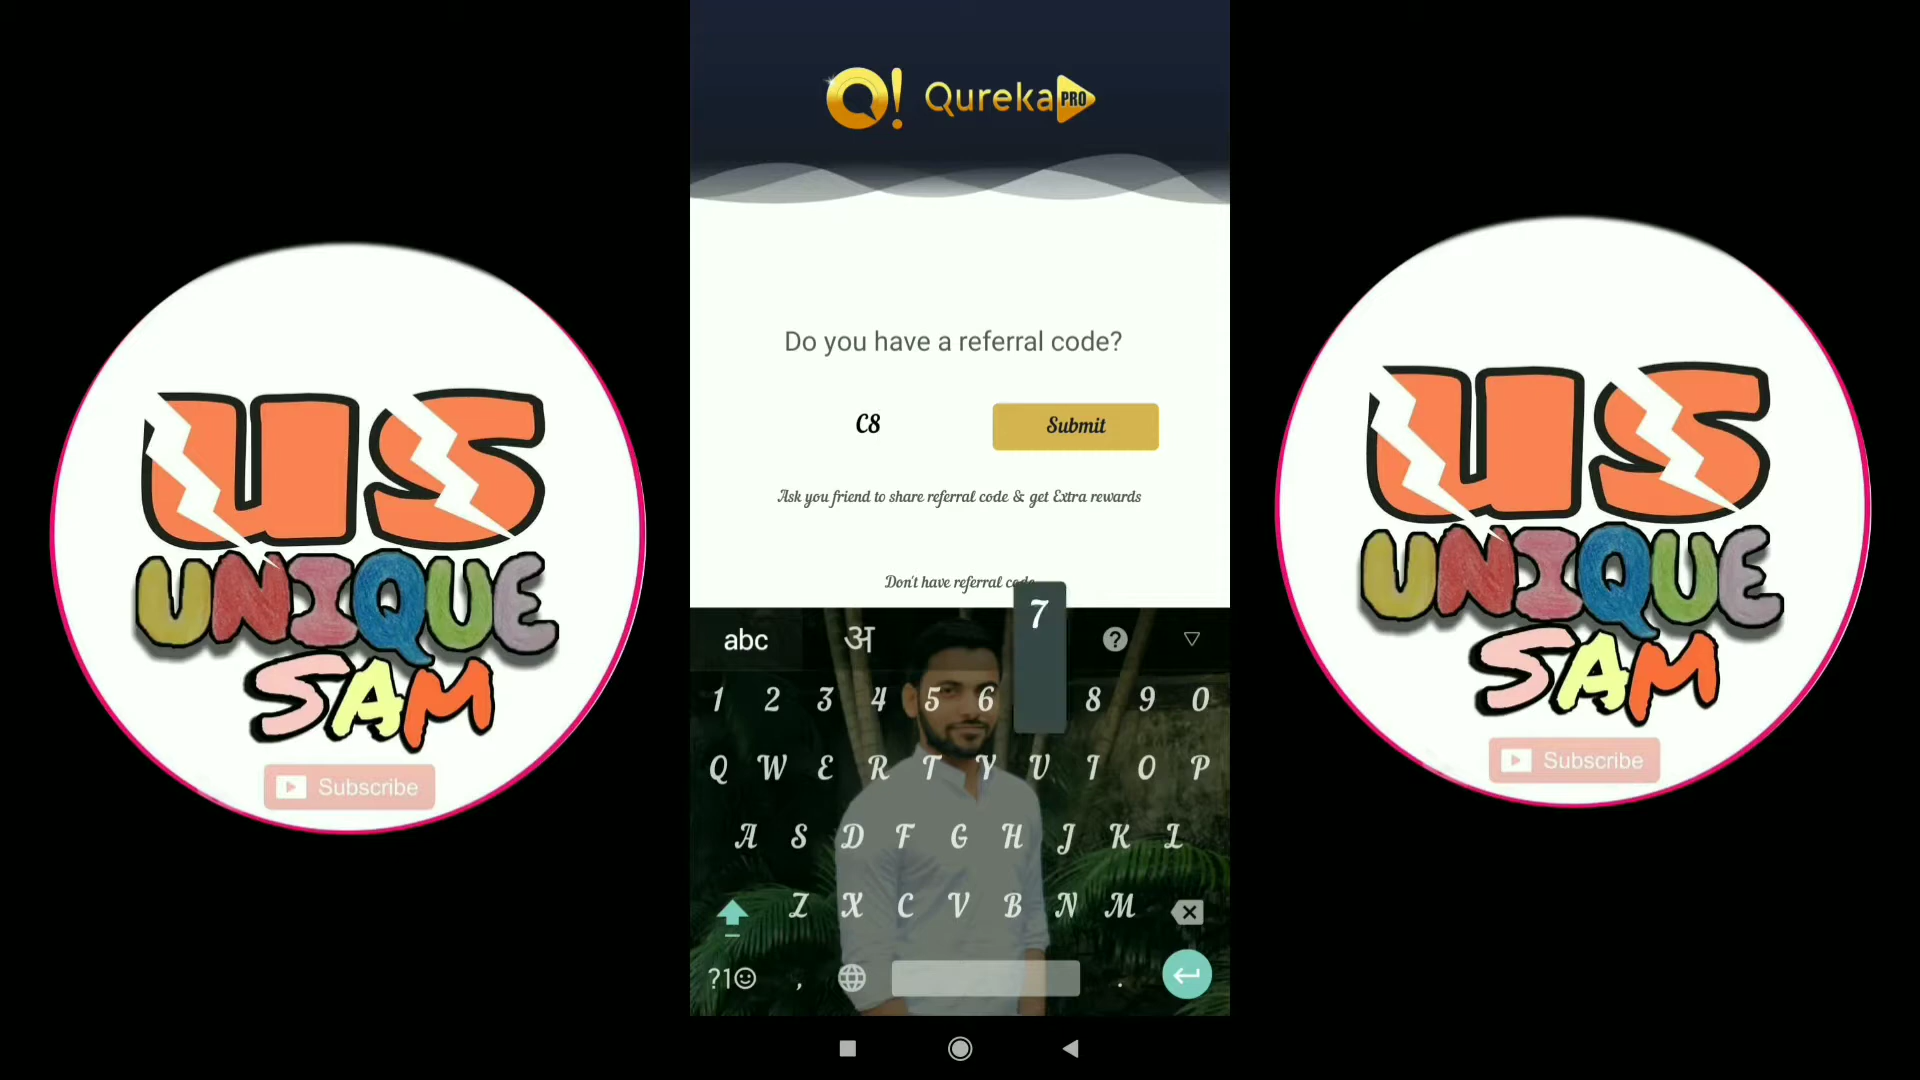 Q! Qureka PRO
Do you have a referral code?
C8
Submit
Ask you friend to share referral code & get Extra rewards
Don't have referral code
7
abc अ ?
1 2 3 4 5 6 8 9 0
Q W E R T Y U I O P
A S D F G H J K L
Z X C V B N M
?1☺ , .
US
UNIQUE
SAM
Subscribe
US
UNIQUE
SAM
Subscribe